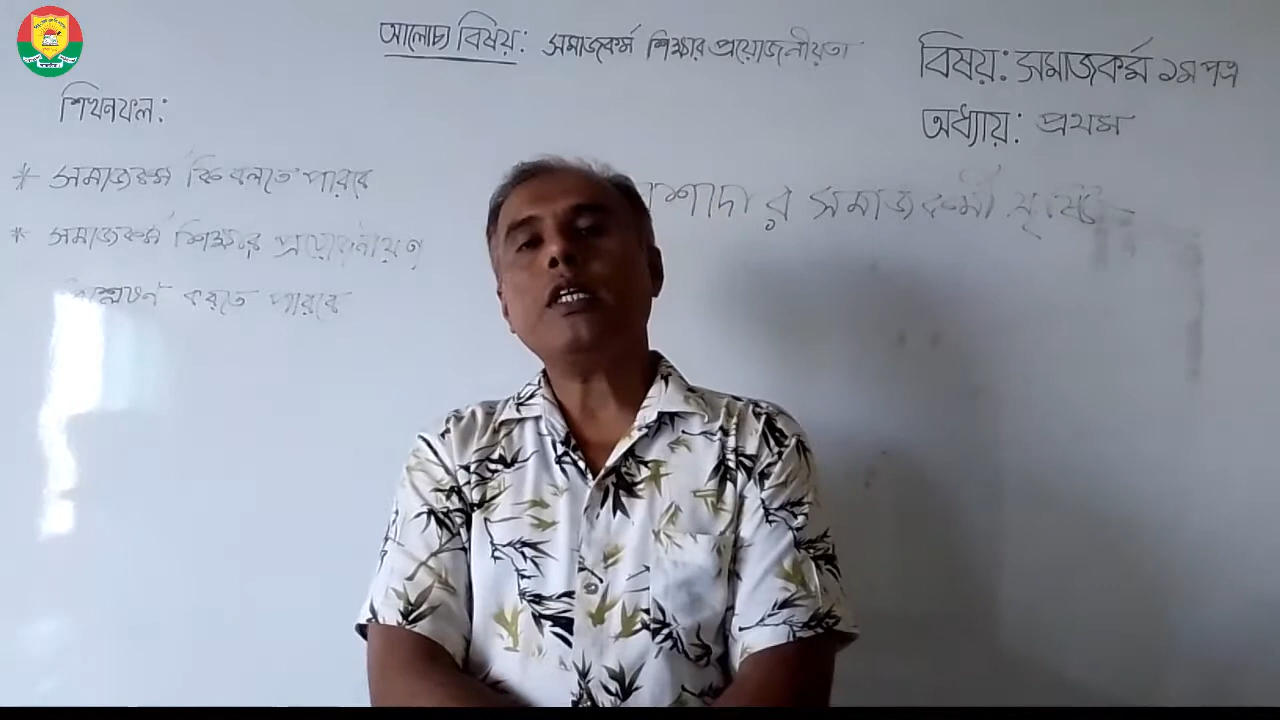 আলোচ্য বিষয়: সমাজকর্ম শিক্ষার প্রয়োজনীয়তা
বিষয়: সমাজকর্ম ১ম পত্র
অধ্যায়: প্রথম
শিখনফল:
* সমাজকর্ম কি বলতে পারবে
* সমাজকর্ম শিক্ষার প্রয়োজনীয়তা
করতে পারবে
সমাজকর্মী সৃষ্টি